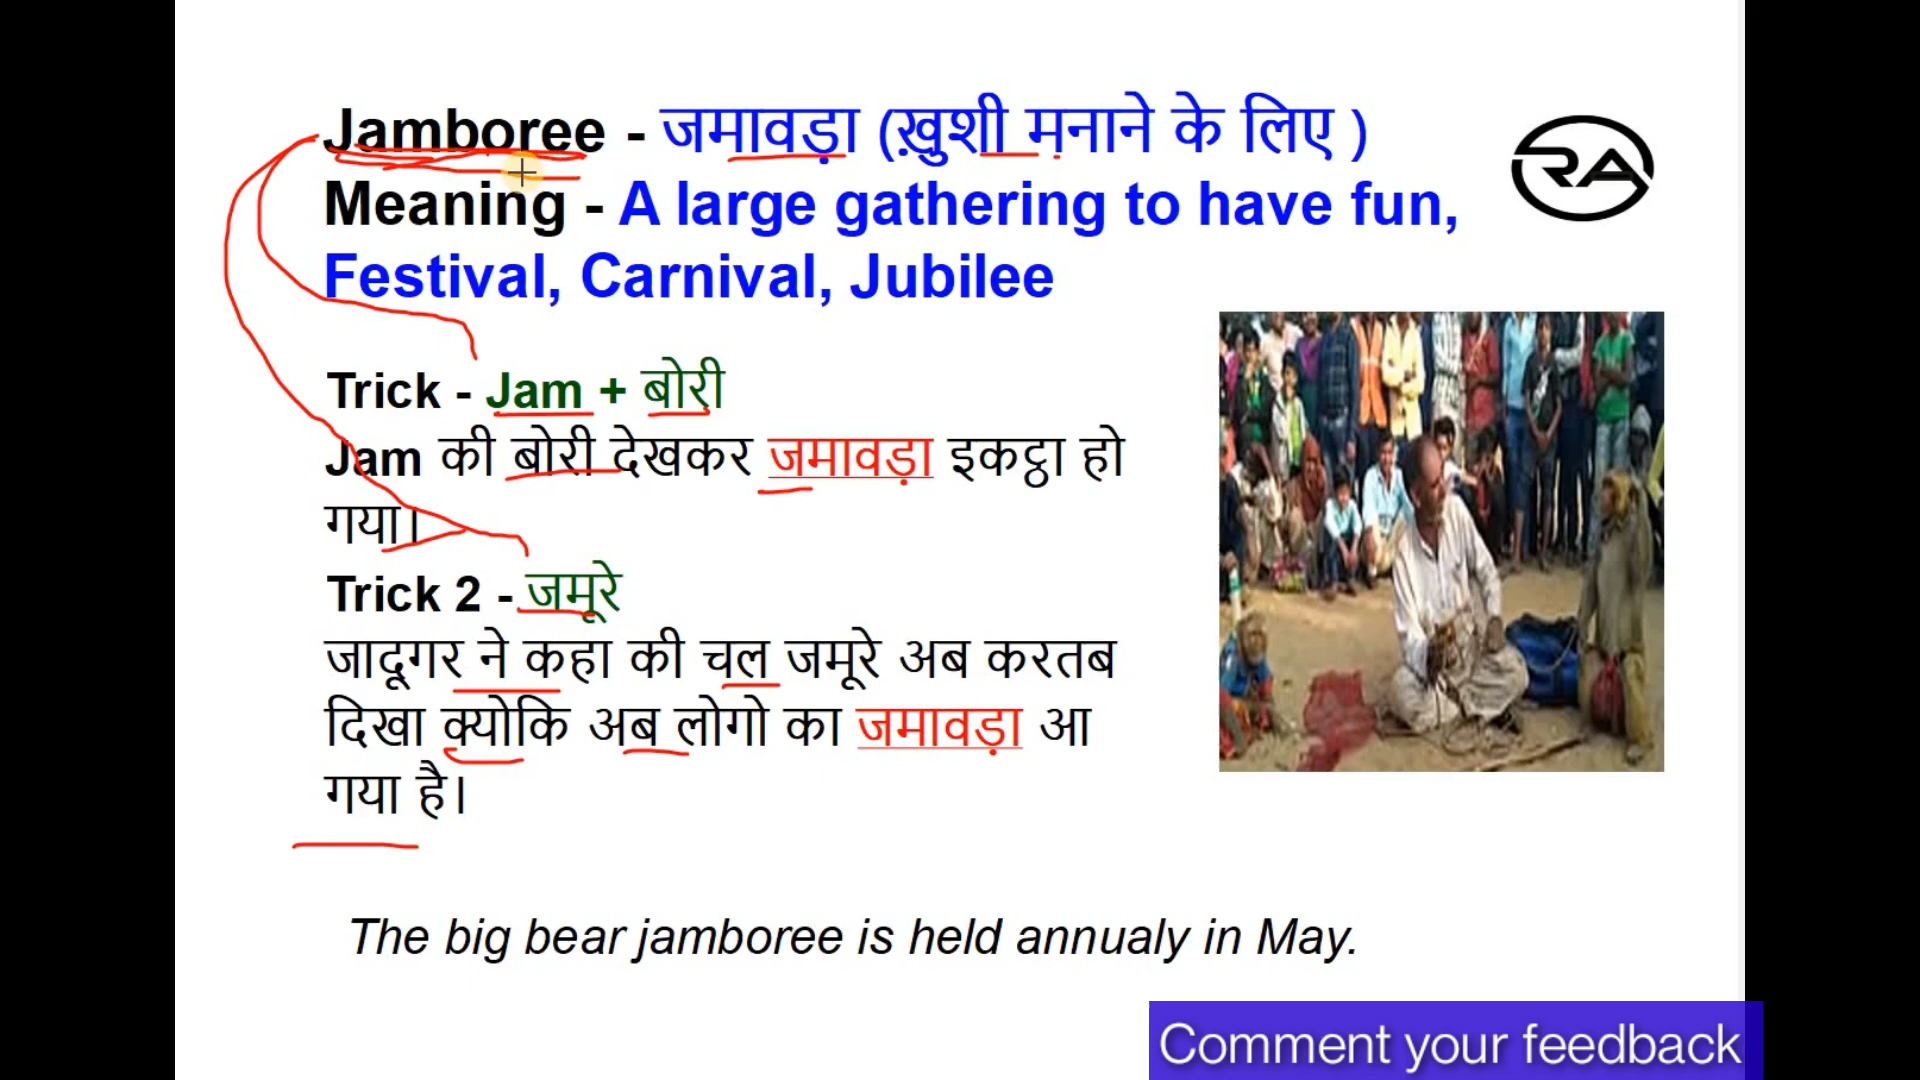 Jamboree - जमावड़ा (ख़ुशी मनाने के लिए )
RA
Meaning - A large gathering to have fun,
Festival, Carnival, Jubilee
Trick - Jam + बोरी
Jam की बोरी देखकर जमावड़ा इकट्ठा हो
गया।
Trick 2 - जमूरे
जादूगर ने कहा की चल जमूरे अब करतब
दिखा क्योकि अब लोगो का जमावड़ा आ
गया है।
The big bear jamboree is held annualy in May.
Comment your feedback